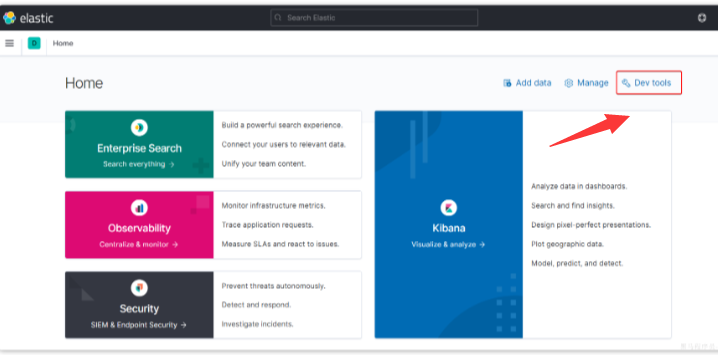 elastic
Search Elastic
D
Home
Home
Add data
Manage
Dev tools
Enterprise Search
Search everything →
Build a powerful search experience.
Connect your users to relevant data.
Unify your team content.
Observability
Centralize & monitor →
Monitor infrastructure metrics.
Trace application requests.
Measure SLAs and react to issues.
Security
SIEM & Endpoint Security →
Prevent threats autonomously.
Detect and respond.
Investigate incidents.
Kibana
Visualize & analyze →
Analyze data in dashboards.
Search and find insights.
Design pixel-perfect presentations.
Plot geographic data.
Model, predict, and detect.